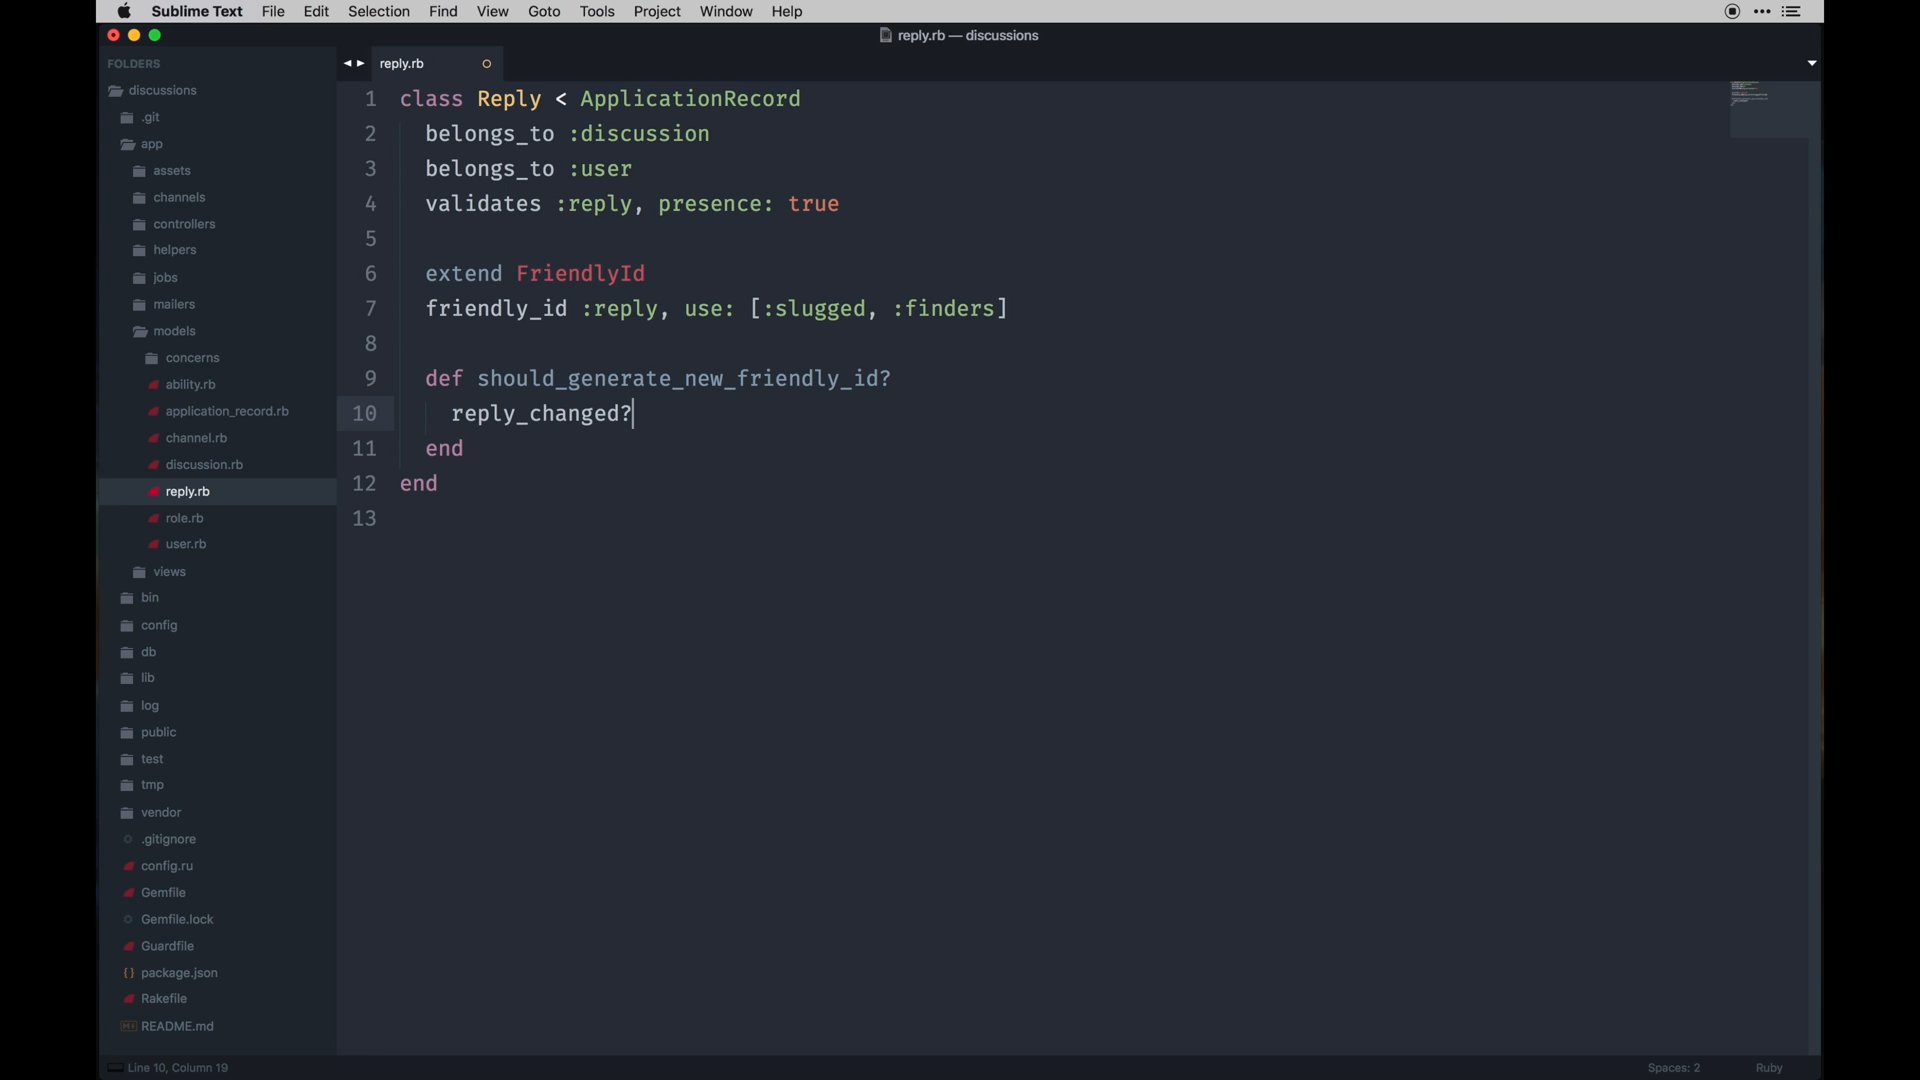 Sublime Text File Edit Selection Find View Goto Tools Project Window Help
reply.rb — discussions
FOLDERS
discussions
.git
app
assets
channels
controllers
helpers
jobs
mailers
models
concerns
ability.rb
application_record.rb
channel.rb
discussion.rb
reply.rb
role.rb
user.rb
views
bin
config
db
lib
log
public
test
tmp
vendor
.gitignore
config.ru
Gemfile
Gemfile.lock
Guardfile
package.json
Rakefile
README.md
reply.rb
1 class Reply < ApplicationRecord
2 belongs_to :discussion
3 belongs_to :user
4 validates :reply, presence: true
5
6 extend FriendlyId
7 friendly_id :reply, use: [:slugged, :finders]
8
9 def should_generate_new_friendly_id?
10 reply_changed?
11 end
12 end
13
Line 10, Column 19 Spaces: 2 Ruby